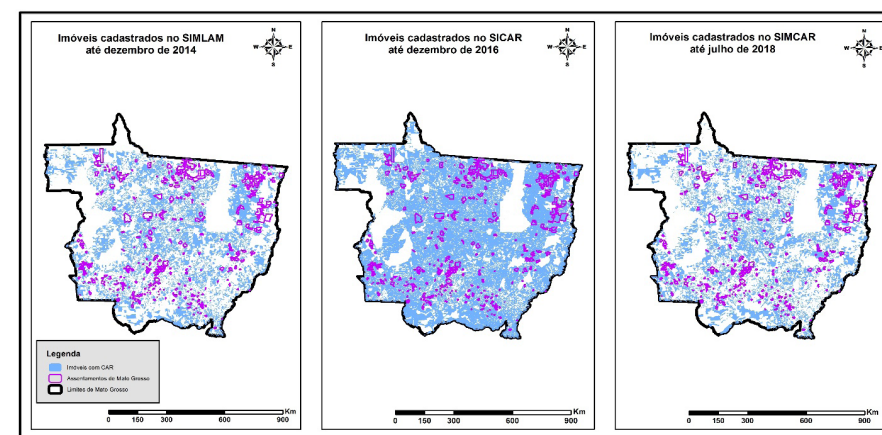 Imóveis cadastrados no SIMLAM
até dezembro de 2014
N
W
E
S
Legenda
Imóveis com CAR
Assentamentos de Mato Grosso
Limites de Mato Grosso
Km
0 150 300 600 900
Imóveis cadastrados no SICAR
até dezembro de 2016
N
W
E
S
Km
0 150 300 600 900
Imóveis cadastrados no SIMCAR
até julho de 2018
N
W
E
S
Km
0 150 300 600 900